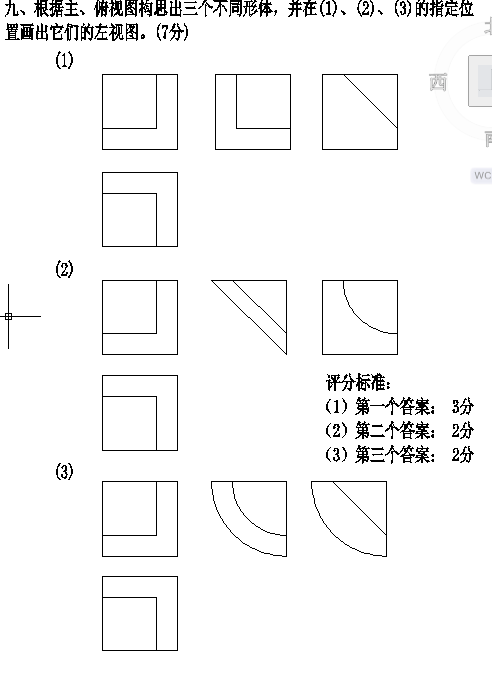 九、根据主、俯视图构思出三个不同形体，并在(1)、(2)、(3)的指定位
置画出它们的左视图。(7分)
(1)
西
(2)
评分标准：
(1) 第一个答案： 3分
(2) 第二个答案： 2分
(3) 第三个答案： 2分
(3)